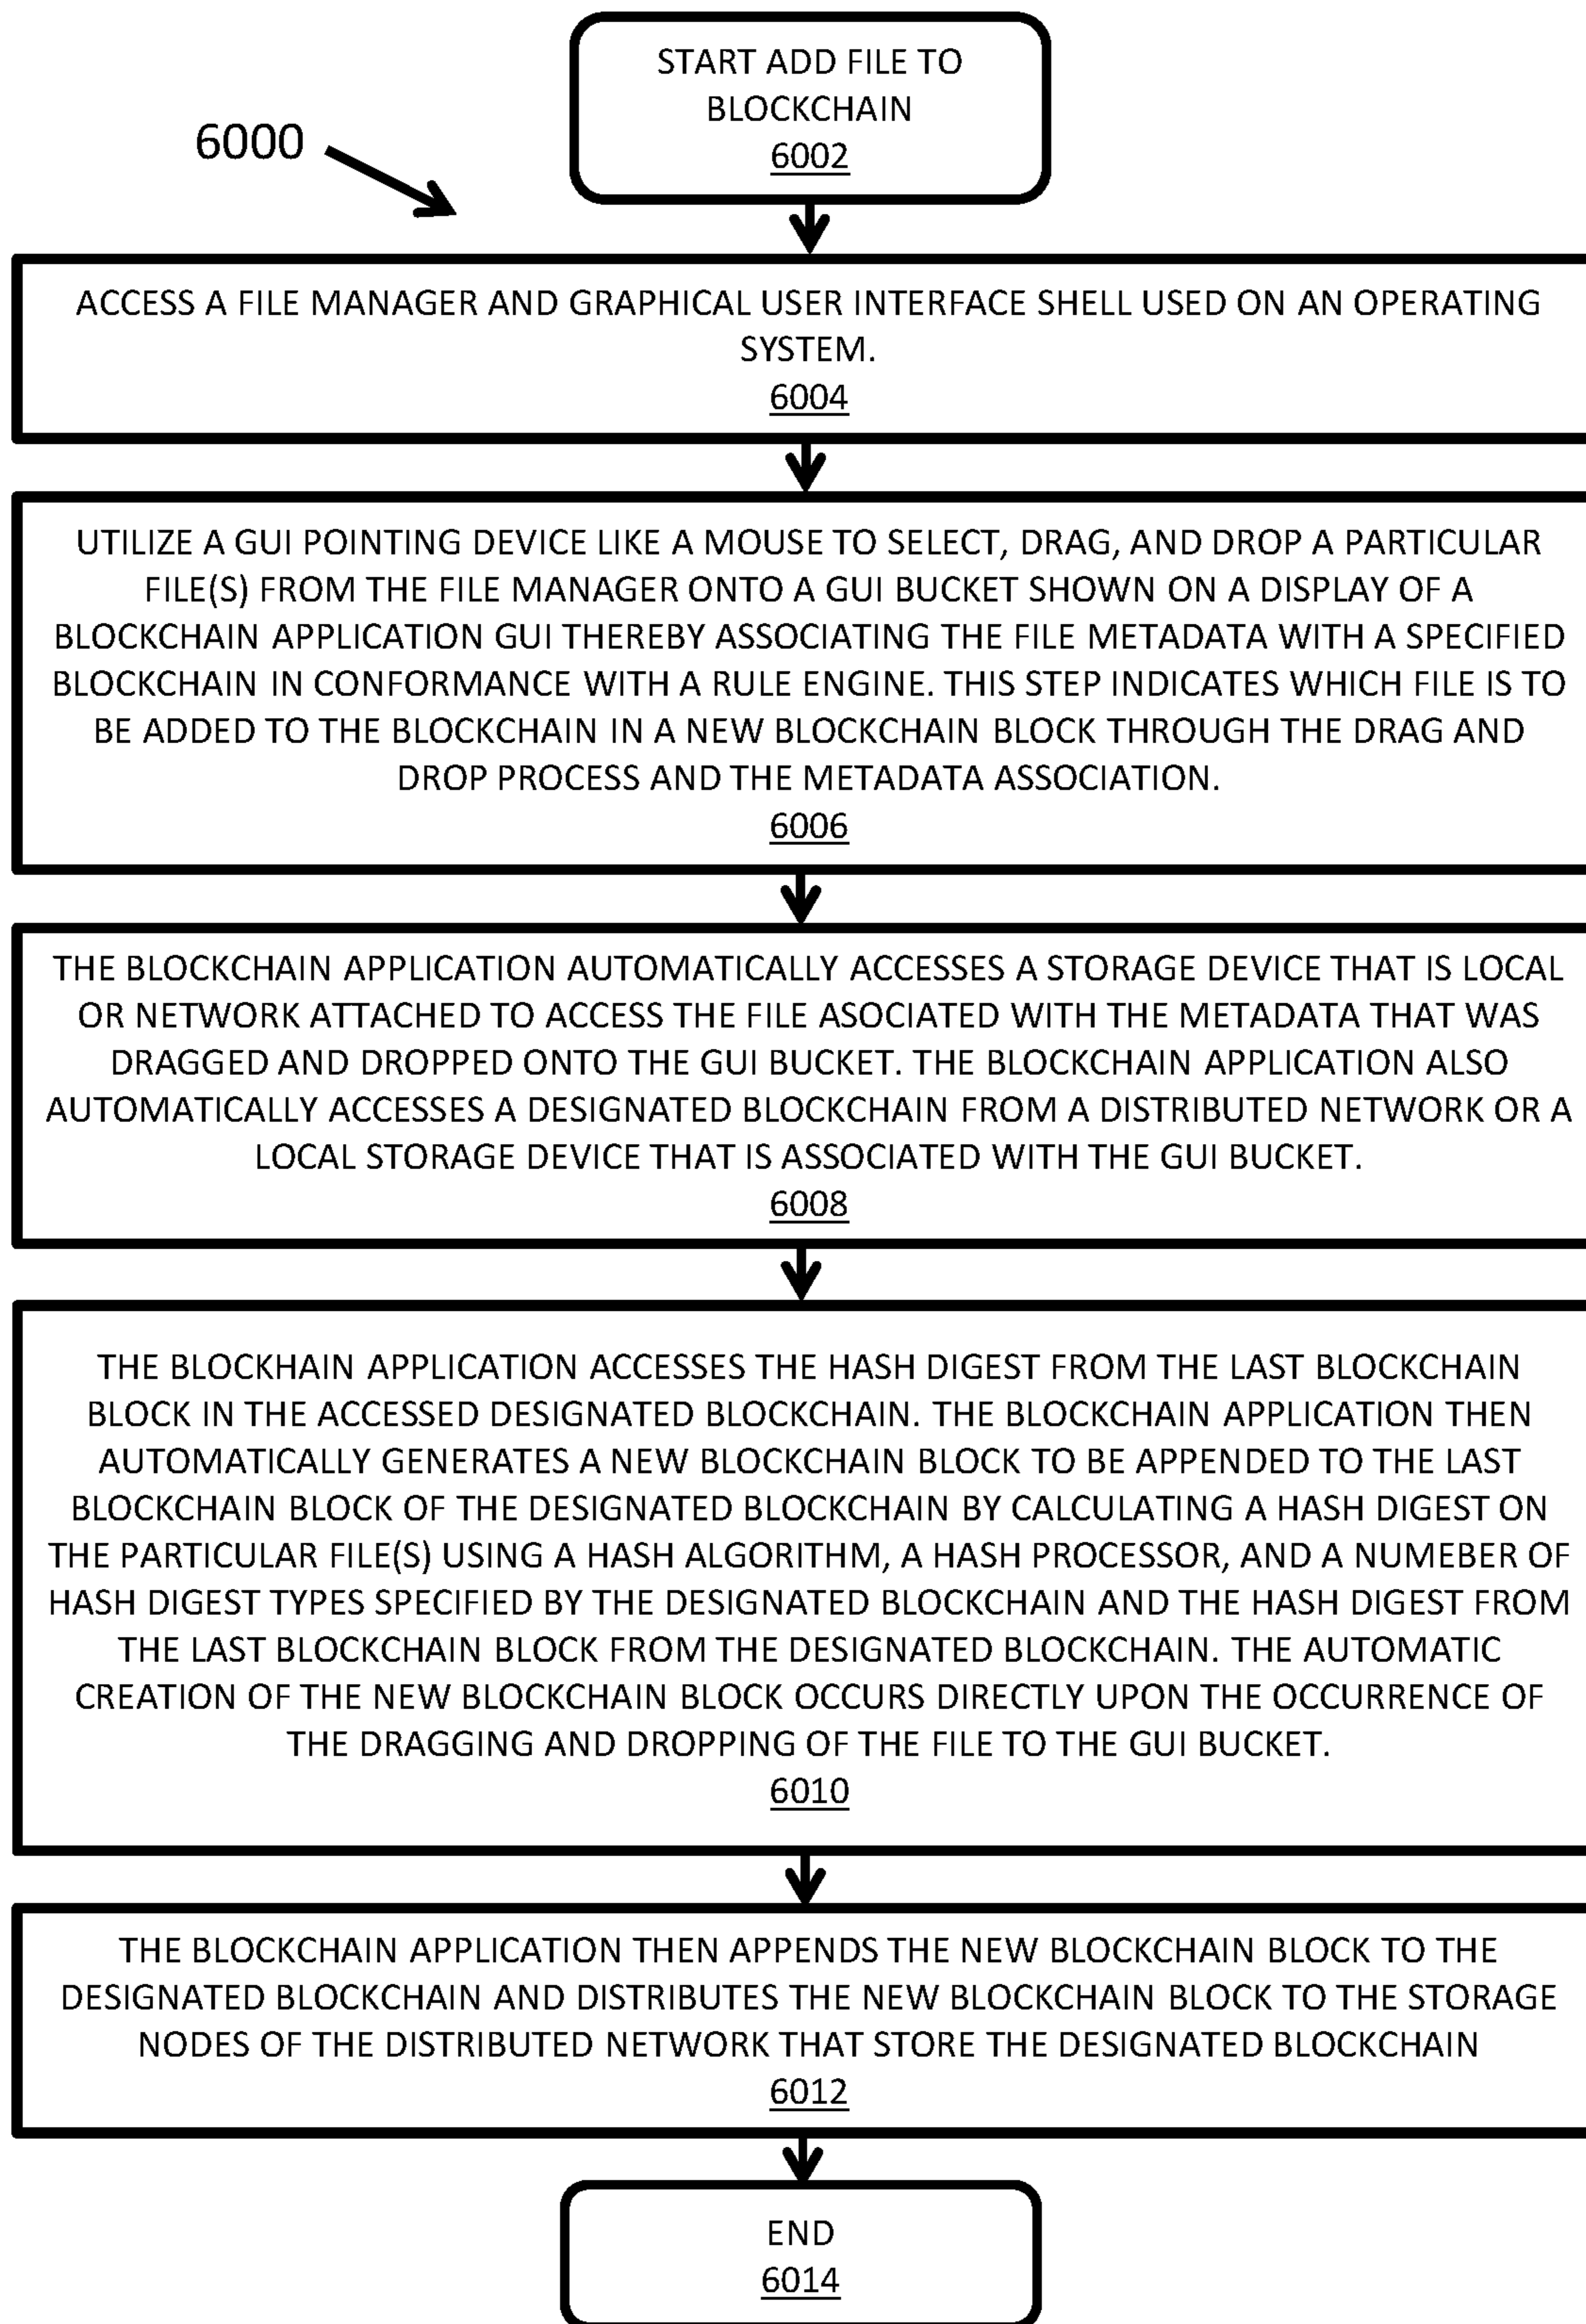 START ADD FILE TO
BLOCKCHAIN
6002
6000
ACCESS A FILE MANAGER AND GRAPHICAL USER INTERFACE SHELL USED ON AN OPERATING
SYSTEM.
6004
UTILIZE A GUI POINTING DEVICE LIKE A MOUSE TO SELECT, DRAG, AND DROP A PARTICULAR
FILE(S) FROM THE FILE MANAGER ONTO A GUI BUCKET SHOWN ON A DISPLAY OF A
BLOCKCHAIN APPLICATION GUI THEREBY ASSOCIATING THE FILE METADATA WITH A SPECIFIED
BLOCKCHAIN IN CONFORMANCE WITH A RULE ENGINE. THIS STEP INDICATES WHICH FILE IS TO
BE ADDED TO THE BLOCKCHAIN IN A NEW BLOCKCHAIN BLOCK THROUGH THE DRAG AND
DROP PROCESS AND THE METADATA ASSOCIATION.
6006
THE BLOCKCHAIN APPLICATION AUTOMATICALLY ACCESSES A STORAGE DEVICE THAT IS LOCAL
OR NETWORK ATTACHED TO ACCESS THE FILE ASOCIATED WITH THE METADATA THAT WAS
DRAGGED AND DROPPED ONTO THE GUI BUCKET. THE BLOCKCHAIN APPLICATION ALSO
AUTOMATICALLY ACCESSES A DESIGNATED BLOCKCHAIN FROM A DISTRIBUTED NETWORK OR A
LOCAL STORAGE DEVICE THAT IS ASSOCIATED WITH THE GUI BUCKET.
6008
THE BLOCKHAIN APPLICATION ACCESSES THE HASH DIGEST FROM THE LAST BLOCKCHAIN
BLOCK IN THE ACCESSED DESIGNATED BLOCKCHAIN. THE BLOCKCHAIN APPLICATION THEN
AUTOMATICALLY GENERATES A NEW BLOCKCHAIN BLOCK TO BE APPENDED TO THE LAST
BLOCKCHAIN BLOCK OF THE DESIGNATED BLOCKCHAIN BY CALCULATING A HASH DIGEST ON
THE PARTICULAR FILE(S) USING A HASH ALGORITHM, A HASH PROCESSOR, AND A NUMEBER OF
HASH DIGEST TYPES SPECIFIED BY THE DESIGNATED BLOCKCHAIN AND THE HASH DIGEST FROM
THE LAST BLOCKCHAIN BLOCK FROM THE DESIGNATED BLOCKCHAIN. THE AUTOMATIC
CREATION OF THE NEW BLOCKCHAIN BLOCK OCCURS DIRECTLY UPON THE OCCURRENCE OF
THE DRAGGING AND DROPPING OF THE FILE TO THE GUI BUCKET.
6010
THE BLOCKCHAIN APPLICATION THEN APPENDS THE NEW BLOCKCHAIN BLOCK TO THE
DESIGNATED BLOCKCHAIN AND DISTRIBUTES THE NEW BLOCKCHAIN BLOCK TO THE STORAGE
NODES OF THE DISTRIBUTED NETWORK THAT STORE THE DESIGNATED BLOCKCHAIN
6012
END
6014